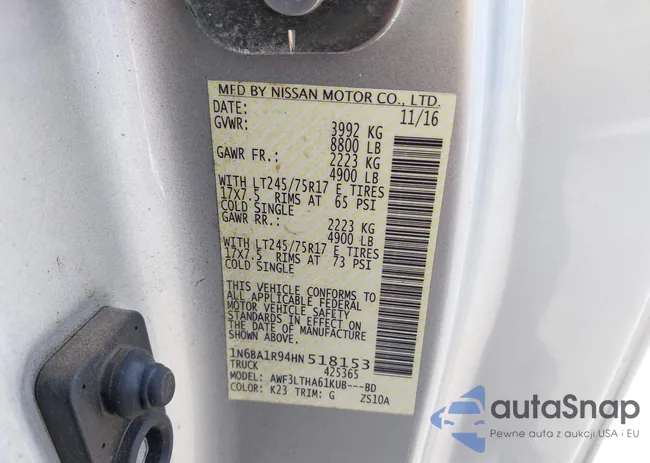 MFD BY NISSAN MOTOR CO., LTD.
DATE: 11/16
GVWR: 3992 KG
8800 LB
GAWR FR.: 2223 KG
4900 LB
WITH LT245/75R17 E TIRES
17X7.5 RIMS AT 65 PSI
COLD SINGLE
GAWR RR.: 2223 KG
4900 LB
WITH LT245/75R17 E TIRES
17X7.5 RIMS AT 73 PSI
COLD SINGLE
THIS VEHICLE CONFORMS TO
ALL APPLICABLE FEDERAL
MOTOR VEHICLE SAFETY
STANDARDS IN EFFECT ON
THE DATE OF MANUFACTURE
1N6BA1R94HN518153
TRUCK 425365
MODEL: AWF3LTHA61KUB---BD
COLOR: K23 TRIM: G ZS10A
autaSnap
Pewne auta z aukcji USA i EU